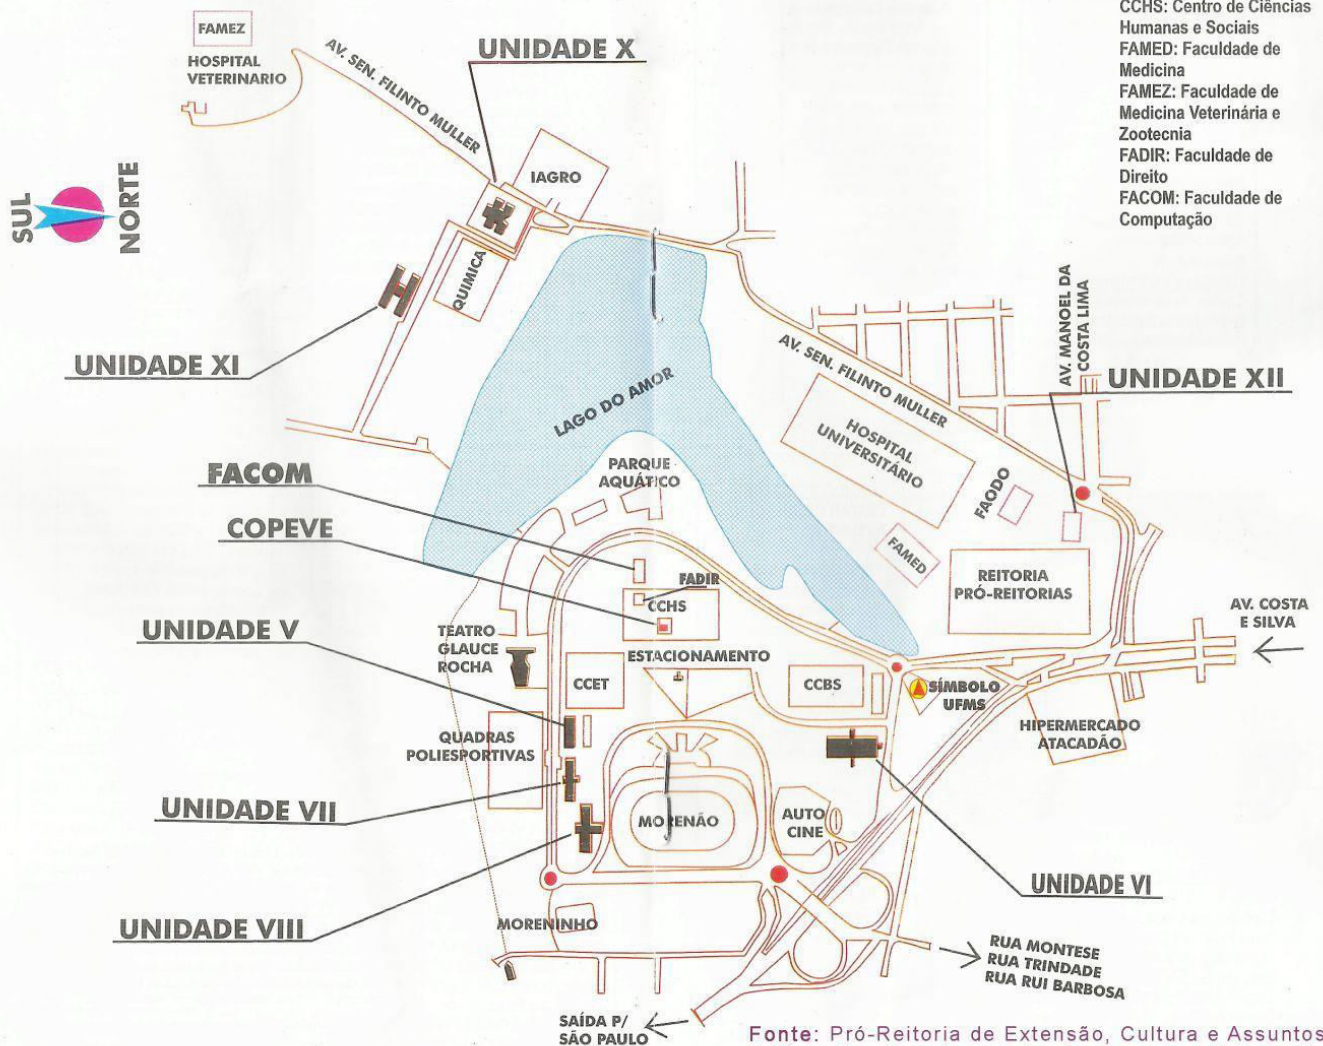 CCHS: Centro de Ciências
Humanas e Sociais
FAMED: Faculdade de
Medicina
FAMEZ: Faculdade de
Medicina Veterinária e
Zootecnia
FADIR: Faculdade de
Direito
FACOM: Faculdade de
Computação
FAMEZ
HOSPITAL
VETERINARIO
AV. SEN. FILINTO MULLER
UNIDADE X
IAGRO
SUL
NORTE
QUIMICA
UNIDADE XI
LAGO DO AMOR
AV. SEN. FILINTO MULLER
AV. MANOEL DA
COSTA LIMA
UNIDADE XII
HOSPITAL
UNIVERSITÁRIO
FAODO
FAMED
REITORIA
PRÓ-REITORIAS
FACOM
PARQUE
AQUÁTICO
COPEVE
FADIR
CCHS
AV. COSTA
E SILVA
UNIDADE V
TEATRO
GLAUCE
ROCHA
ESTACIONAMENTO
CCET
CCBS
SÍMBOLO
UFMS
HIPERMERCADO
ATACADÃO
QUADRAS
POLIESPORTIVAS
UNIDADE VII
MORENÃO
AUTO
CINE
UNIDADE VI
UNIDADE VIII
MORENINHO
RUA MONTESE
RUA TRINDADE
RUA RUI BARBOSA
SAÍDA P/
SÃO PAULO
Fonte: Pró-Reitoria de Extensão, Cultura e Assuntos